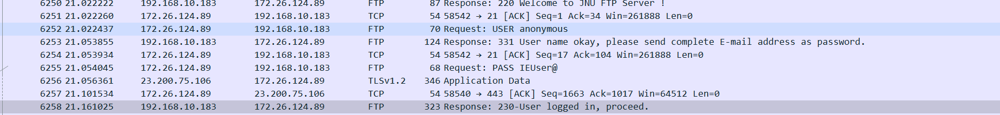 6250 21.022222 192.168.10.183 172.26.124.89 FTP 87 Response: 220 Welcome to JNU FTP Server !
6251 21.022260 172.26.124.89 192.168.10.183 TCP 54 58542 → 21 [ACK] Seq=1 Ack=34 Win=261888 Len=0
6252 21.022437 172.26.124.89 192.168.10.183 FTP 70 Request: USER anonymous
6253 21.053855 192.168.10.183 172.26.124.89 FTP 124 Response: 331 User name okay, please send complete E-mail address as password.
6254 21.053934 172.26.124.89 192.168.10.183 TCP 54 58542 → 21 [ACK] Seq=17 Ack=104 Win=261888 Len=0
6255 21.054045 172.26.124.89 192.168.10.183 FTP 68 Request: PASS IEUser@
6256 21.056361 23.200.75.106 172.26.124.89 TLSv1.2 346 Application Data
6257 21.101534 172.26.124.89 23.200.75.106 TCP 54 58540 → 443 [ACK] Seq=1663 Ack=1017 Win=64512 Len=0
6258 21.161025 192.168.10.183 172.26.124.89 FTP 323 Response: 230-User logged in, proceed.